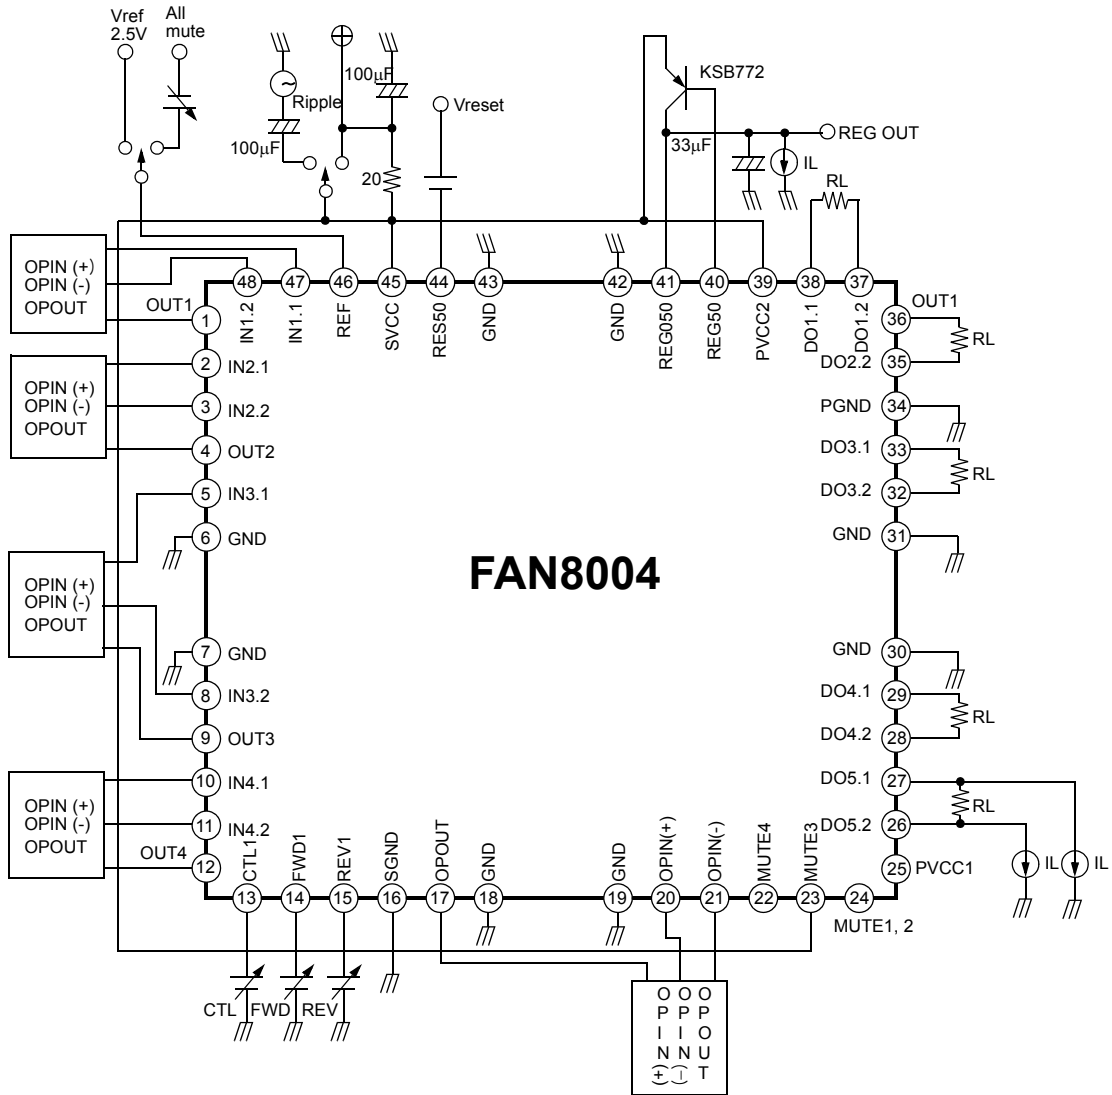 Vref
2.5V
All
mute
Ripple
100μF
100μF
20
Vreset
KSB772
33μF
REG OUT
IL
RL
OPIN (+)
OPIN (-)
OPOUT
OUT1
48
47
46
45
44
43
42
41
40
39
38
37
IN1.2
IN1.1
REF
SVCC
RES50
GND
GND
REG050
REG50
PVCC2
DO1.1
DO1.2
OUT1
1
2
IN2.1
OPIN (+)
OPIN (-)
OPOUT
3
IN2.2
4
OUT2
5
IN3.1
6
GND
OPIN (+)
OPIN (-)
OPOUT
7
GND
8
IN3.2
9
OUT3
10
IN4.1
OPIN (+)
OPIN (-)
OPOUT
11
IN4.2
OUT4
12
FAN8004
36
RL
DO2.2
35
PGND
34
DO3.1
33
RL
DO3.2
32
GND
31
GND
30
DO4.1
29
RL
DO4.2
28
DO5.1
27
RL
DO5.2
26
IL
IL
25
PVCC1
CTL1
FWD1
REV1
SGND
OPOUT
GND
GND
OPIN(+)
OPIN(-)
MUTE4
MUTE3
13
14
15
16
17
18
19
20
21
22
23
24
MUTE1, 2
CTL
FWD
REV
OPIN(+)
OPIN(-)
OPOUT